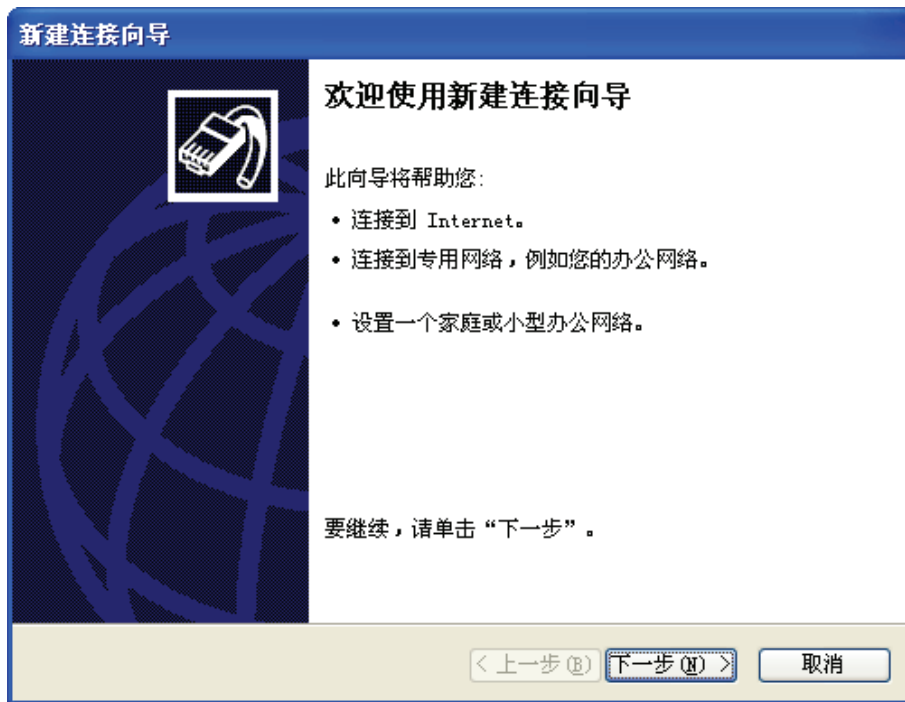 新建连接向导
欢迎使用新建连接向导
此向导将帮助您:
• 连接到 Internet。
• 连接到专用网络，例如您的办公网络。
• 设置一个家庭或小型办公网络。
要继续，请单击“下一步”。
< 上一步(B) 下一步(N) > 取消